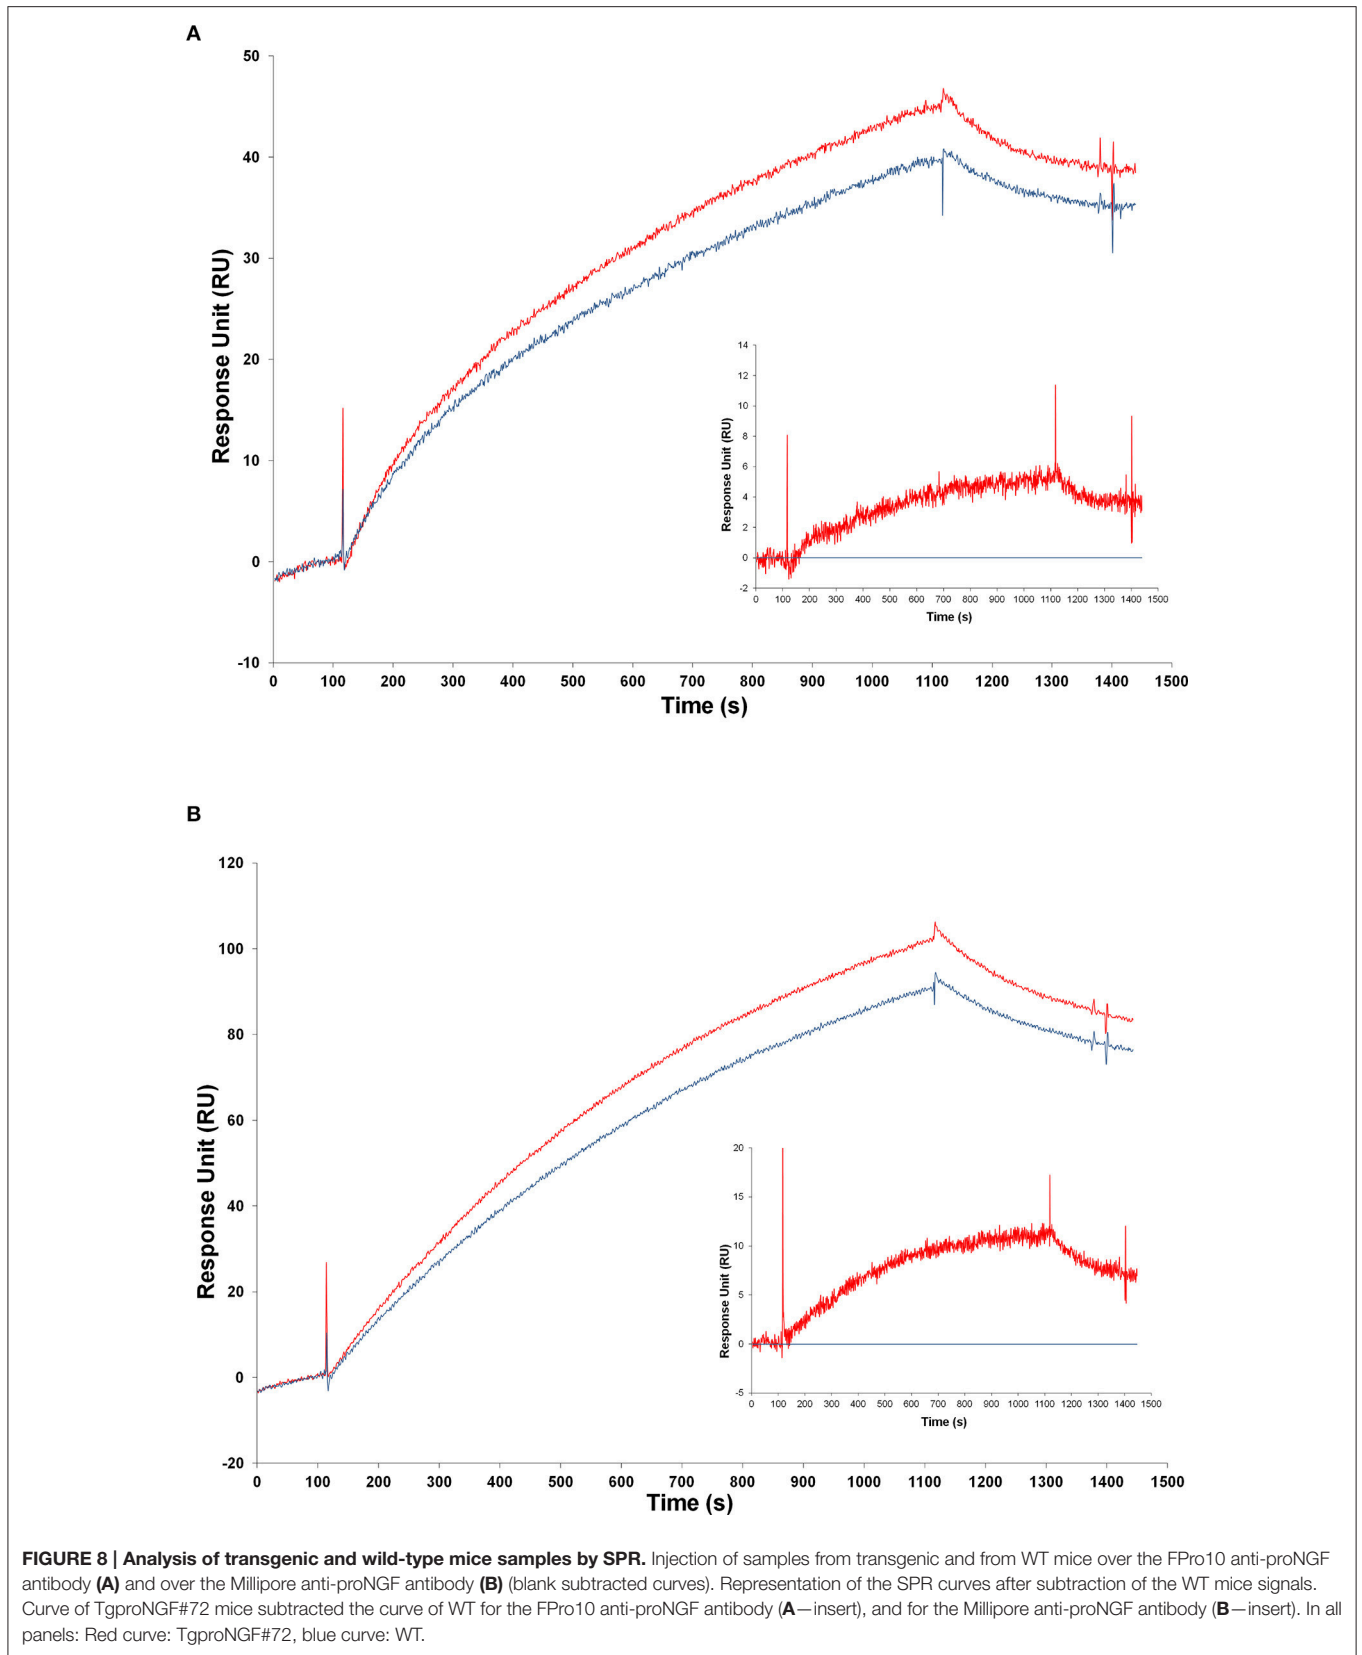 A
50
40
30
20
10
0
-10
Response Unit (RU)
0 100 200 300 400 500 600 700 800 900 1000 1100 1200 1300 1400 1500
Time (s)
14
12
10
8
6
4
2
0
-2
Response Unit (RU)
0 100 200 300 400 500 600 700 800 900 1000 1100 1200 1300 1400 1500
Time (s)
B
120
100
80
60
40
20
0
-20
Response Unit (RU)
0 100 200 300 400 500 600 700 800 900 1000 1100 1200 1300 1400 1500
Time (s)
20
15
10
5
0
-5
Response Unit (RU)
0 100 200 300 400 500 600 700 800 900 1000 1100 1200 1300 1400 1500
Time (s)
FIGURE 8 | Analysis of transgenic and wild-type mice samples by SPR. Injection of samples from transgenic and from WT mice over the FPro10 anti-proNGF
antibody (A) and over the Millipore anti-proNGF antibody (B) (blank subtracted curves). Representation of the SPR curves after subtraction of the WT mice signals.
Curve of TgproNGF#72 mice subtracted the curve of WT for the FPro10 anti-proNGF antibody (A—insert), and for the Millipore anti-proNGF antibody (B—insert). In all
panels: Red curve: TgproNGF#72, blue curve: WT.